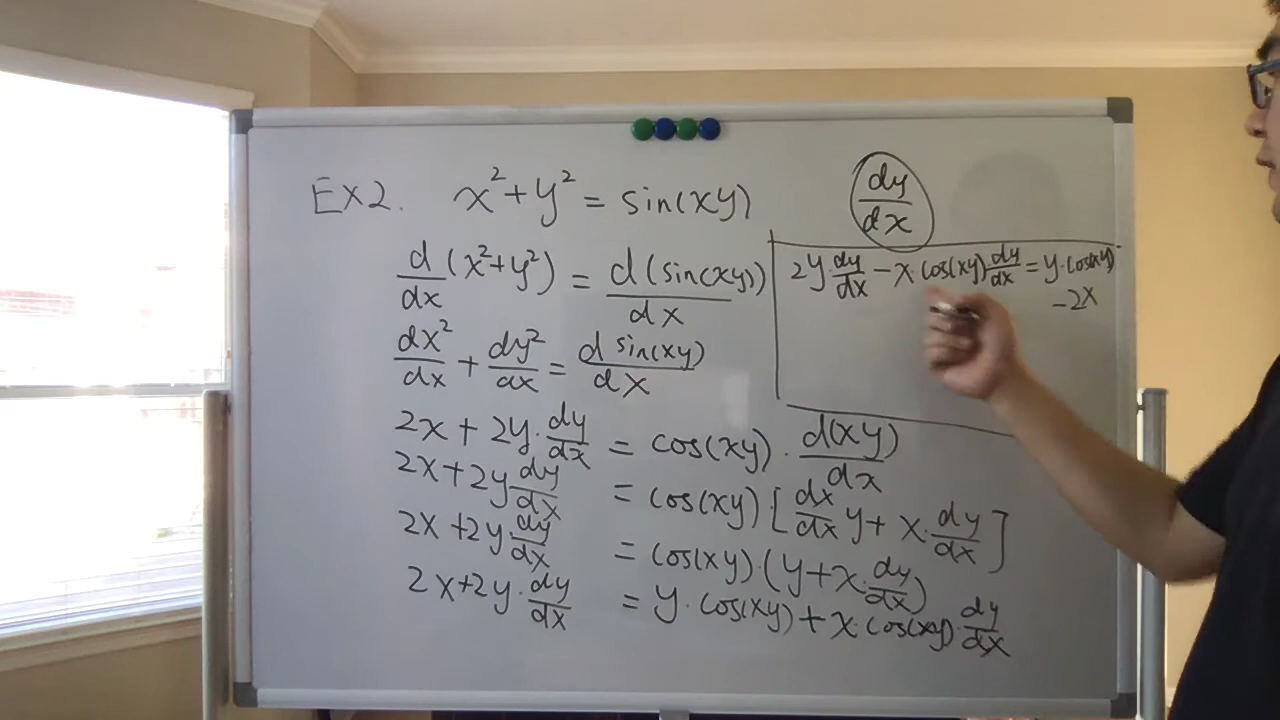 EX2. x²+y² = sin(xy)
dy/dx
d/dx (x²+y²) = d(sin(xy))/dx
dx²/dx + dy²/dx = d sin(xy)/dx
2x + 2y·dy/dx = cos(xy) · d(xy)/dx
2x+2y dy/dx = cos(xy) [dx/dx y + x·dy/dx]
2x+2y·dy/dx = cos(xy)·(y+x·dy/dx)
2x+2y·dy/dx = y·cos(xy)+x·cos(xy)·dy/dx
2y·dy/dx − x·cos(xy) dy/dx = y·cos(xy)
−2x